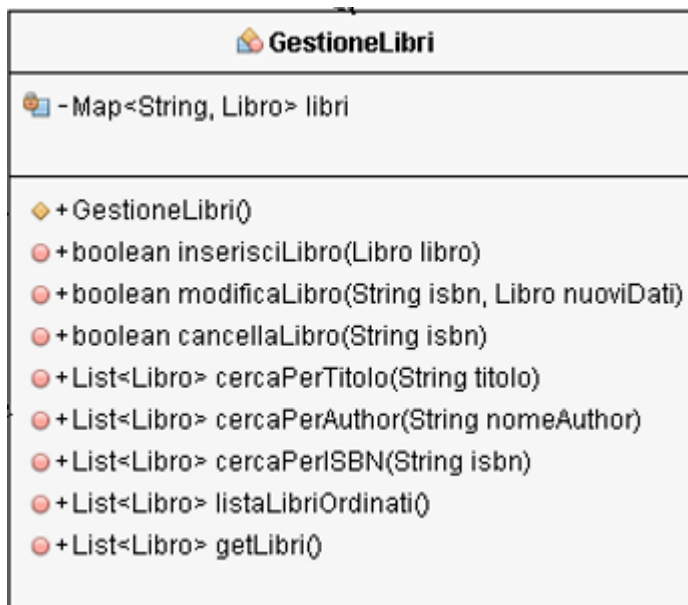 GestioneLibri
-Map<String, Libro> libri
+GestioneLibri()
+boolean inserisciLibro(Libro libro)
+boolean modificaLibro(String isbn, Libro nuoviDati)
+boolean cancellaLibro(String isbn)
+List<Libro> cercaPerTitolo(String titolo)
+List<Libro> cercaPerAuthor(String nomeAuthor)
+List<Libro> cercaPerISBN(String isbn)
+List<Libro> listaLibriOrdinati()
+List<Libro> getLibri()